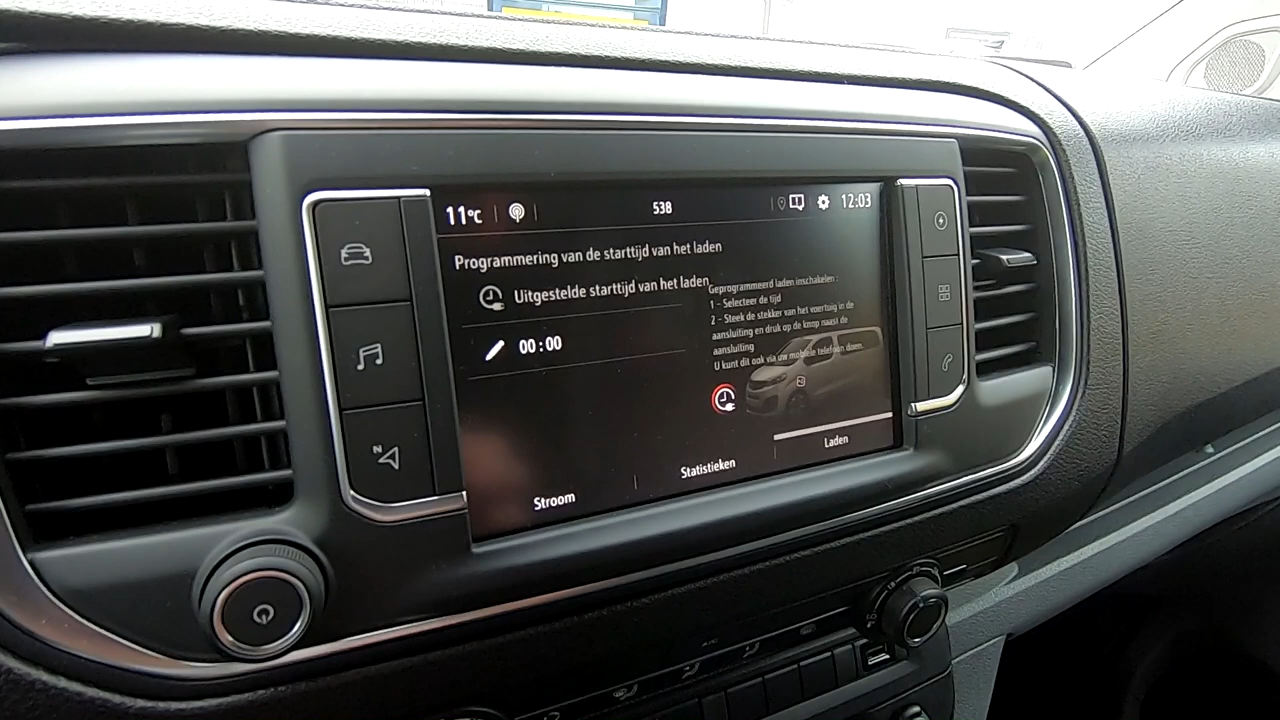 11°C
538
12:03
Programmering van de starttijd van het laden
Uitgestelde starttijd van het laden
00:00
Geprogrammeerd laden inschakelen :
1 - Selecteer de tijd
2 - Steek de stekker van het voertuig in de
aansluiting en druk op de knop naast de
aansluiting
U kunt dit ook via uw mobiele telefoon doen.
Stroom
Statistieken
Laden
N